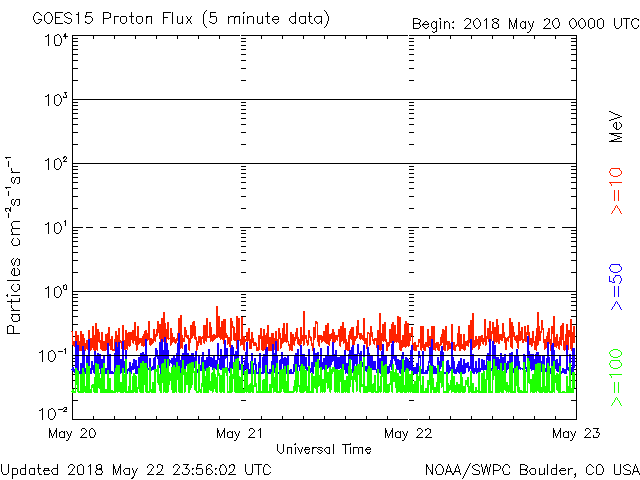 GOES15 Proton Flux (5 minute data)
Begin: 2018 May 20 0000 UTC
10⁴
10³
10²
10¹
10⁰
10⁻¹
10⁻²
Particles cm⁻²s⁻¹sr⁻¹
MeV
>=10
>=50
>=100
May 20
May 21
May 22
May 23
Universal Time
Updated 2018 May 22 23:56:02 UTC
NOAA/SWPC Boulder, CO USA